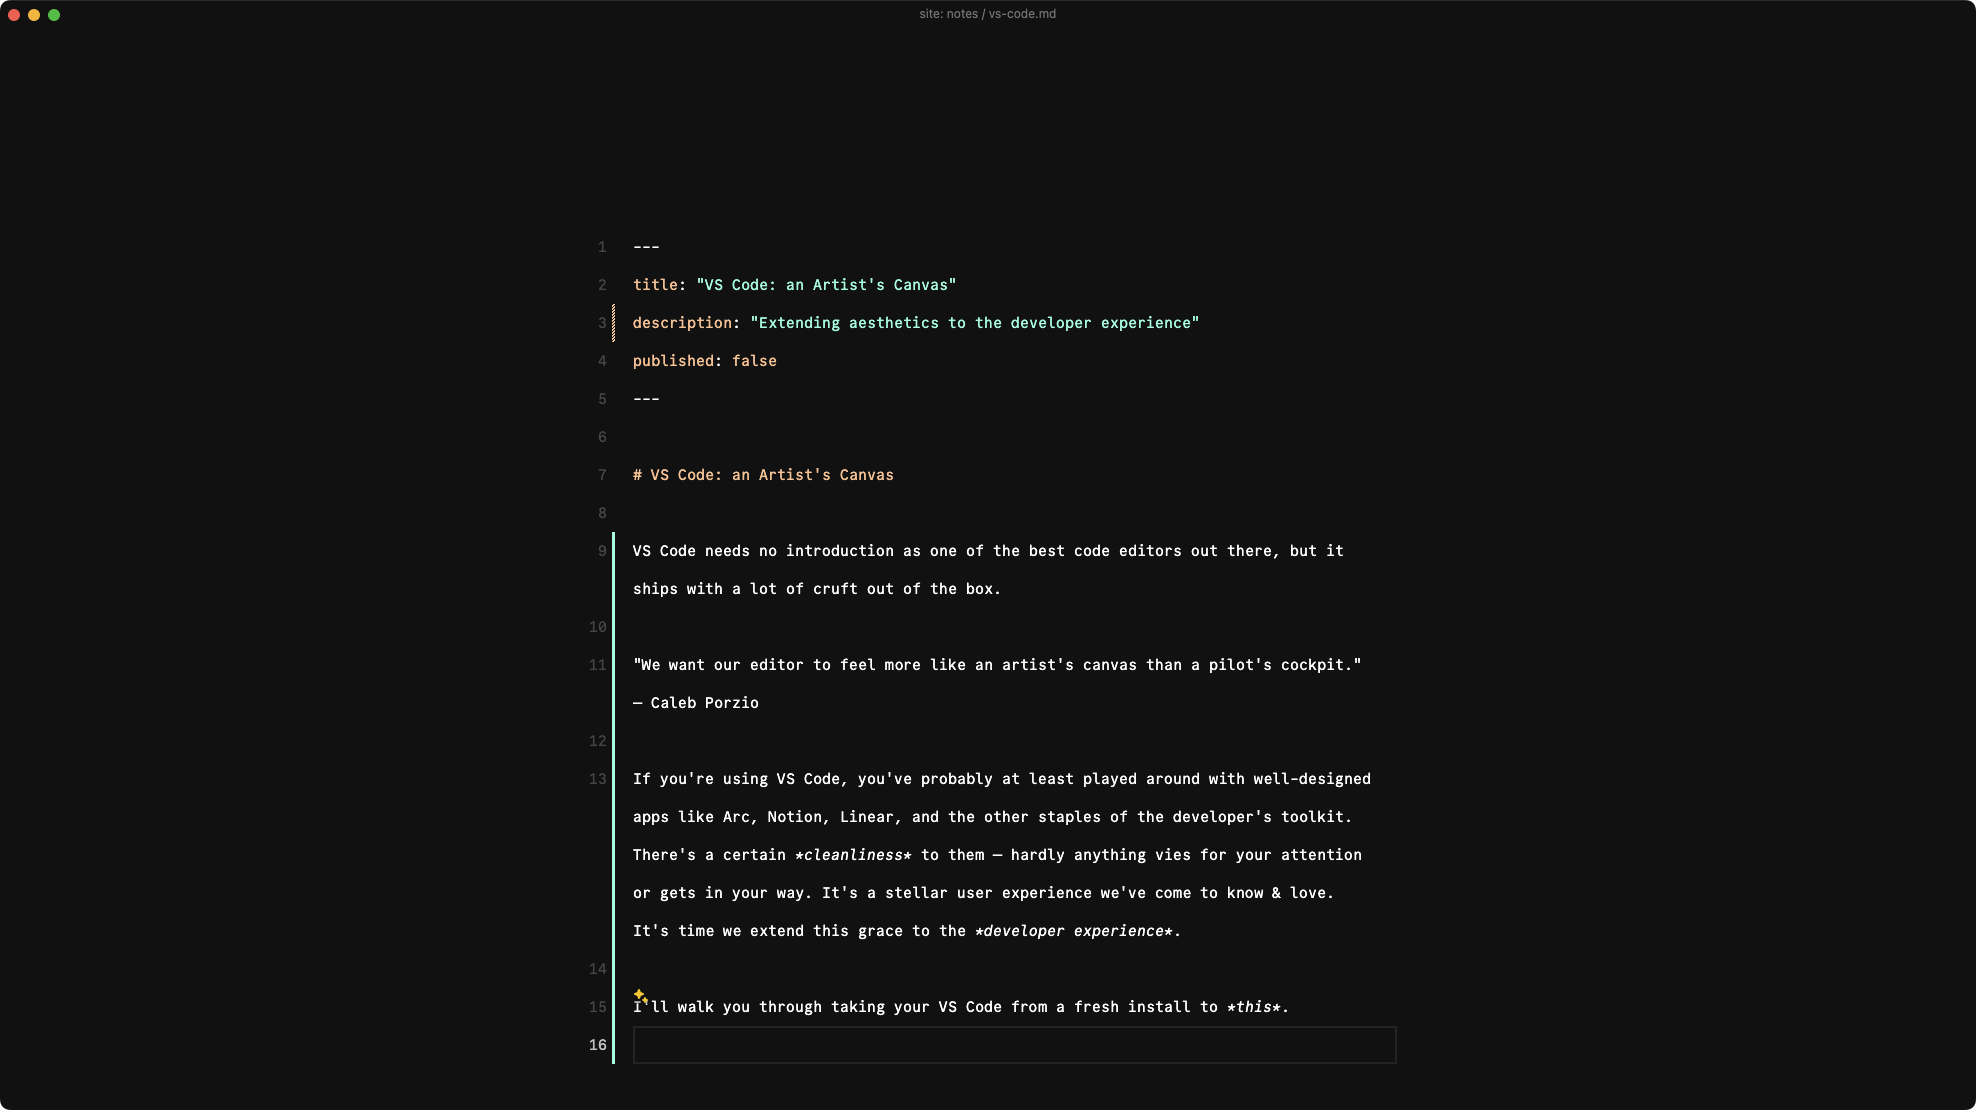 site: notes / vs-code.md
1 ---
2 title: "VS Code: an Artist's Canvas"
3 description: "Extending aesthetics to the developer experience"
4 published: false
5 ---
6
7 # VS Code: an Artist's Canvas
8
9 VS Code needs no introduction as one of the best code editors out there, but it
ships with a lot of cruft out of the box.
10
11 "We want our editor to feel more like an artist's canvas than a pilot's cockpit."
— Caleb Porzio
12
13 If you're using VS Code, you've probably at least played around with well-designed
apps like Arc, Notion, Linear, and the other staples of the developer's toolkit.
There's a certain *cleanliness* to them — hardly anything vies for your attention
or gets in your way. It's a stellar user experience we've come to know & love.
It's time we extend this grace to the *developer experience*.
14
15 I'll walk you through taking your VS Code from a fresh install to *this*.
16